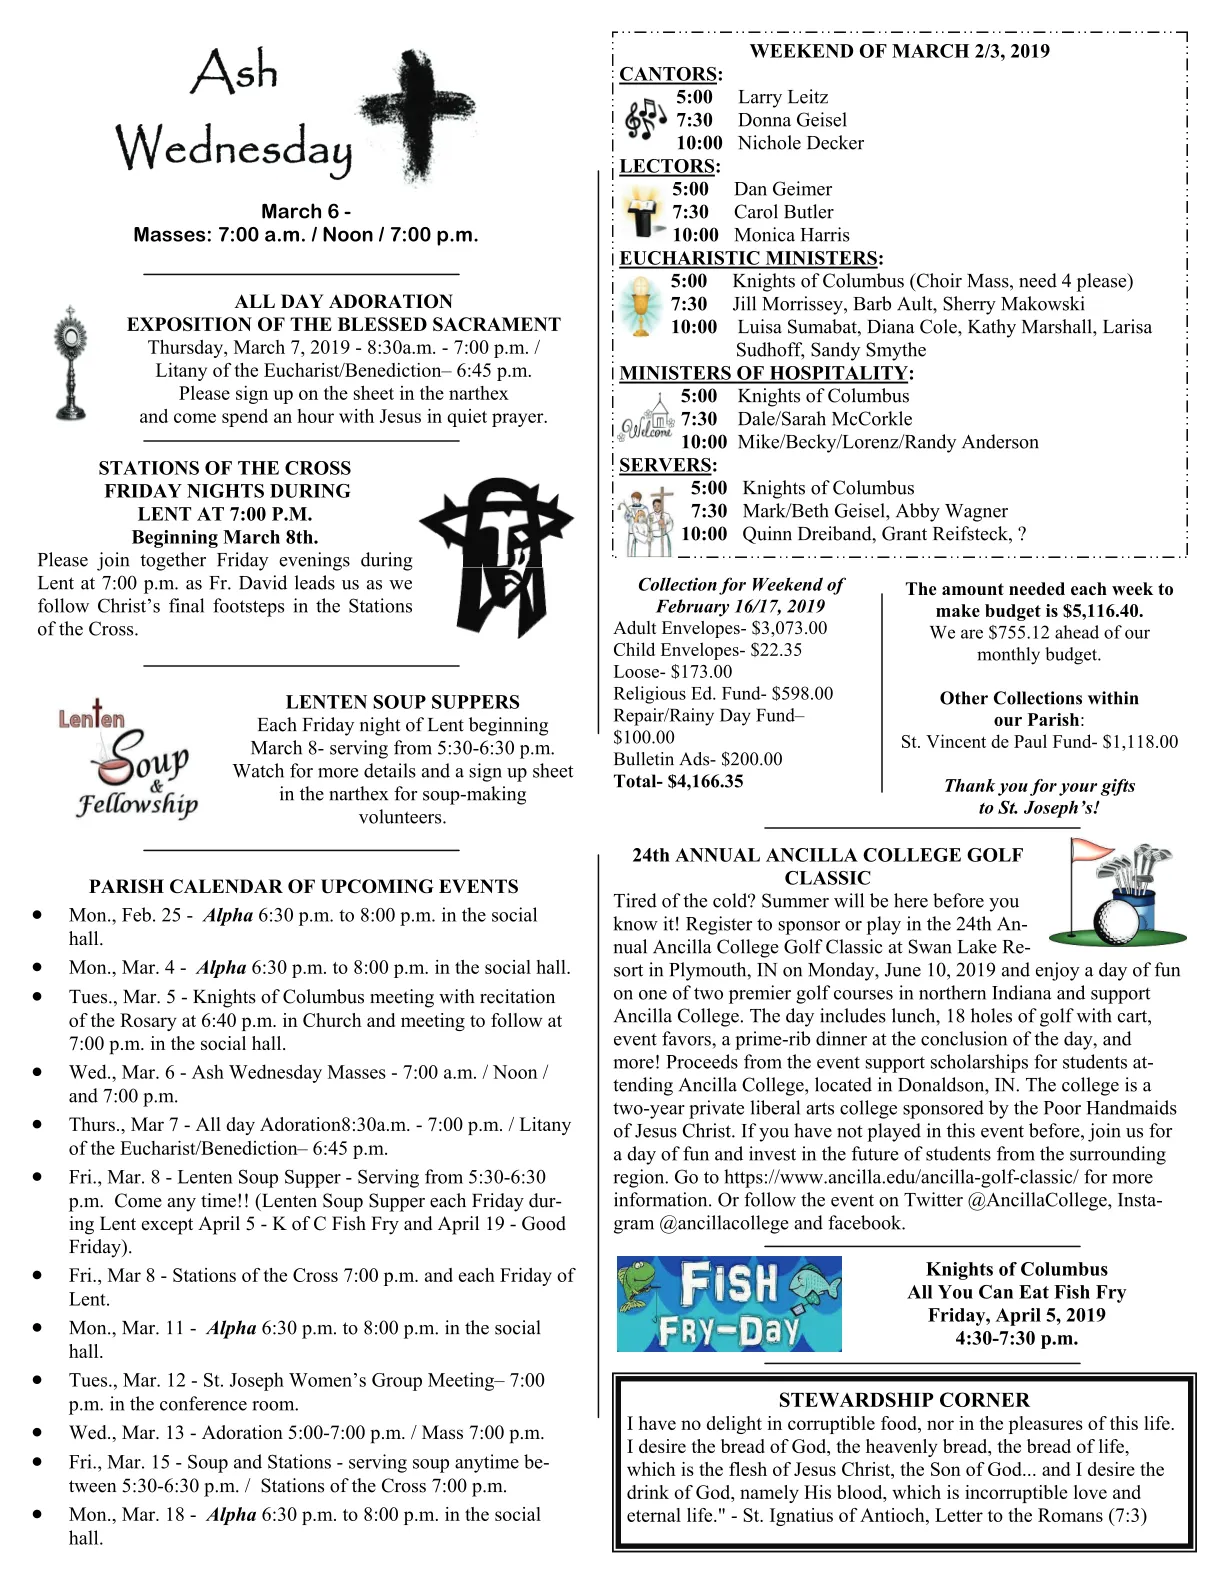 Ash
Wednesday
March 6 -
Masses: 7:00 a.m. / Noon / 7:00 p.m.
ALL DAY ADORATION
EXPOSITION OF THE BLESSED SACRAMENT
Thursday, March 7, 2019 - 8:30a.m. - 7:00 p.m. /
Litany of the Eucharist/Benediction– 6:45 p.m.
Please sign up on the sheet in the narthex
and come spend an hour with Jesus in quiet prayer.
STATIONS OF THE CROSS
FRIDAY NIGHTS DURING
LENT AT 7:00 P.M.
Beginning March 8th.
Please join together Friday evenings during
Lent at 7:00 p.m. as Fr. David leads us as we
follow Christ’s final footsteps in the Stations
of the Cross.
Lenten
Soup
&
Fellowship
LENTEN SOUP SUPPERS
Each Friday night of Lent beginning
March 8- serving from 5:30-6:30 p.m.
Watch for more details and a sign up sheet
in the narthex for soup-making
volunteers.
PARISH CALENDAR OF UPCOMING EVENTS
• Mon., Feb. 25 - Alpha 6:30 p.m. to 8:00 p.m. in the social
hall.
• Mon., Mar. 4 - Alpha 6:30 p.m. to 8:00 p.m. in the social hall.
• Tues., Mar. 5 - Knights of Columbus meeting with recitation
of the Rosary at 6:40 p.m. in Church and meeting to follow at
7:00 p.m. in the social hall.
• Wed., Mar. 6 - Ash Wednesday Masses - 7:00 a.m. / Noon /
and 7:00 p.m.
• Thurs., Mar 7 - All day Adoration8:30a.m. - 7:00 p.m. / Litany
of the Eucharist/Benediction– 6:45 p.m.
• Fri., Mar. 8 - Lenten Soup Supper - Serving from 5:30-6:30
p.m. Come any time!! (Lenten Soup Supper each Friday dur-
ing Lent except April 5 - K of C Fish Fry and April 19 - Good
Friday).
• Fri., Mar 8 - Stations of the Cross 7:00 p.m. and each Friday of
Lent.
• Mon., Mar. 11 - Alpha 6:30 p.m. to 8:00 p.m. in the social
hall.
• Tues., Mar. 12 - St. Joseph Women’s Group Meeting– 7:00
p.m. in the conference room.
• Wed., Mar. 13 - Adoration 5:00-7:00 p.m. / Mass 7:00 p.m.
• Fri., Mar. 15 - Soup and Stations - serving soup anytime be-
tween 5:30-6:30 p.m. / Stations of the Cross 7:00 p.m.
• Mon., Mar. 18 - Alpha 6:30 p.m. to 8:00 p.m. in the social
hall.
WEEKEND OF MARCH 2/3, 2019
CANTORS:
5:00 Larry Leitz
7:30 Donna Geisel
10:00 Nichole Decker
LECTORS:
5:00 Dan Geimer
7:30 Carol Butler
10:00 Monica Harris
EUCHARISTIC MINISTERS:
5:00 Knights of Columbus (Choir Mass, need 4 please)
7:30 Jill Morrissey, Barb Ault, Sherry Makowski
10:00 Luisa Sumabat, Diana Cole, Kathy Marshall, Larisa
Sudhoff, Sandy Smythe
MINISTERS OF HOSPITALITY:
5:00 Knights of Columbus
Welcome 7:30 Dale/Sarah McCorkle
10:00 Mike/Becky/Lorenz/Randy Anderson
SERVERS:
5:00 Knights of Columbus
7:30 Mark/Beth Geisel, Abby Wagner
10:00 Quinn Dreiband, Grant Reifsteck, ?
Collection for Weekend of
February 16/17, 2019
Adult Envelopes- $3,073.00
Child Envelopes- $22.35
Loose- $173.00
Religious Ed. Fund- $598.00
Repair/Rainy Day Fund–
$100.00
Bulletin Ads- $200.00
Total- $4,166.35
The amount needed each week to
make budget is $5,116.40.
We are $755.12 ahead of our
monthly budget.
Other Collections within
our Parish:
St. Vincent de Paul Fund- $1,118.00
Thank you for your gifts
to St. Joseph’s!
24th ANNUAL ANCILLA COLLEGE GOLF
CLASSIC
Tired of the cold? Summer will be here before you
know it! Register to sponsor or play in the 24th An-
nual Ancilla College Golf Classic at Swan Lake Re-
sort in Plymouth, IN on Monday, June 10, 2019 and enjoy a day of fun
on one of two premier golf courses in northern Indiana and support
Ancilla College. The day includes lunch, 18 holes of golf with cart,
event favors, a prime-rib dinner at the conclusion of the day, and
more! Proceeds from the event support scholarships for students at-
tending Ancilla College, located in Donaldson, IN. The college is a
two-year private liberal arts college sponsored by the Poor Handmaids
of Jesus Christ. If you have not played in this event before, join us for
a day of fun and invest in the future of students from the surrounding
region. Go to https://www.ancilla.edu/ancilla-golf-classic/ for more
information. Or follow the event on Twitter @AncillaCollege, Insta-
gram @ancillacollege and facebook.
FISH
FRY-DaY
Knights of Columbus
All You Can Eat Fish Fry
Friday, April 5, 2019
4:30-7:30 p.m.
STEWARDSHIP CORNER
I have no delight in corruptible food, nor in the pleasures of this life.
I desire the bread of God, the heavenly bread, the bread of life,
which is the flesh of Jesus Christ, the Son of God... and I desire the
drink of God, namely His blood, which is incorruptible love and
eternal life." - St. Ignatius of Antioch, Letter to the Romans (7:3)